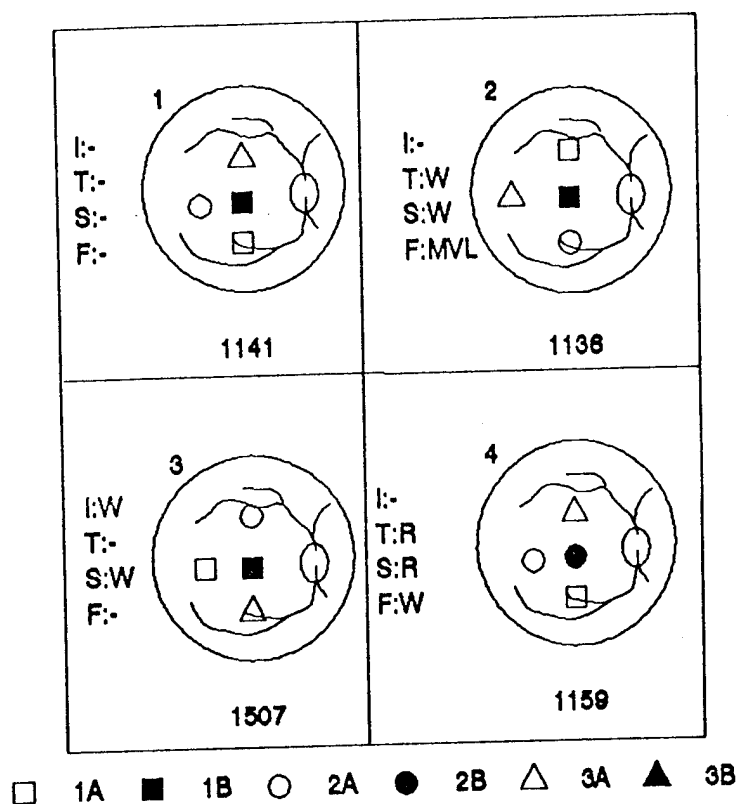 1
I:-
T:-
S:-
F:-
1141
2
I:-
T:W
S:W
F:MVL
1136
3
I:W
T:-
S:W
F:-
1507
4
I:-
T:R
S:R
F:W
1159
1A 1B 2A 2B 3A 3B